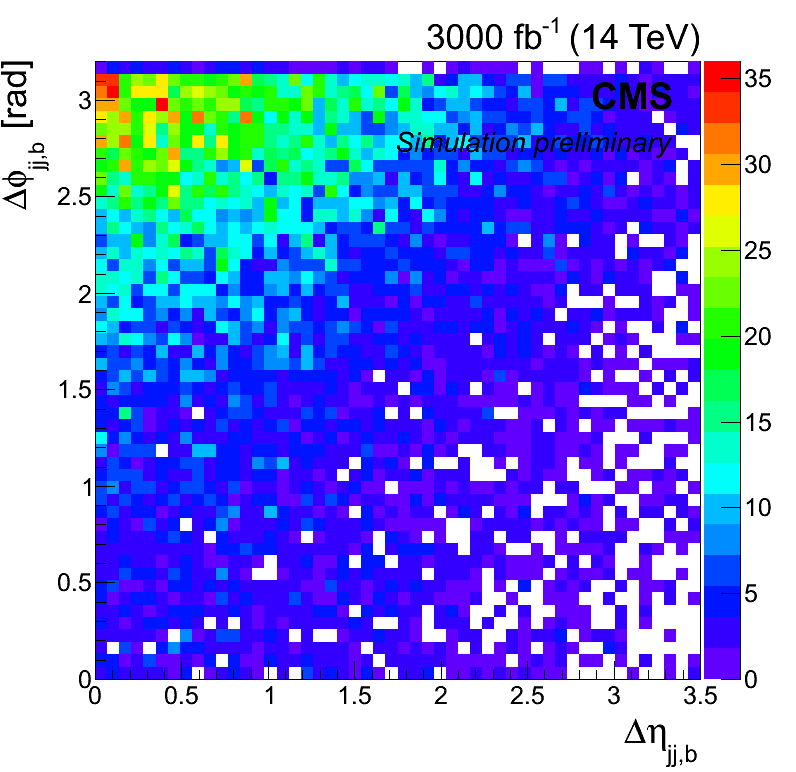 3000 fb-1 (14 TeV)
CMS
Simulation preliminary
Δϕjj,b [rad]
3
2.5
2
1.5
1
0.5
0
0 0.5 1 1.5 2 2.5 3 3.5
Δηjj,b
35
30
25
20
15
10
5
0